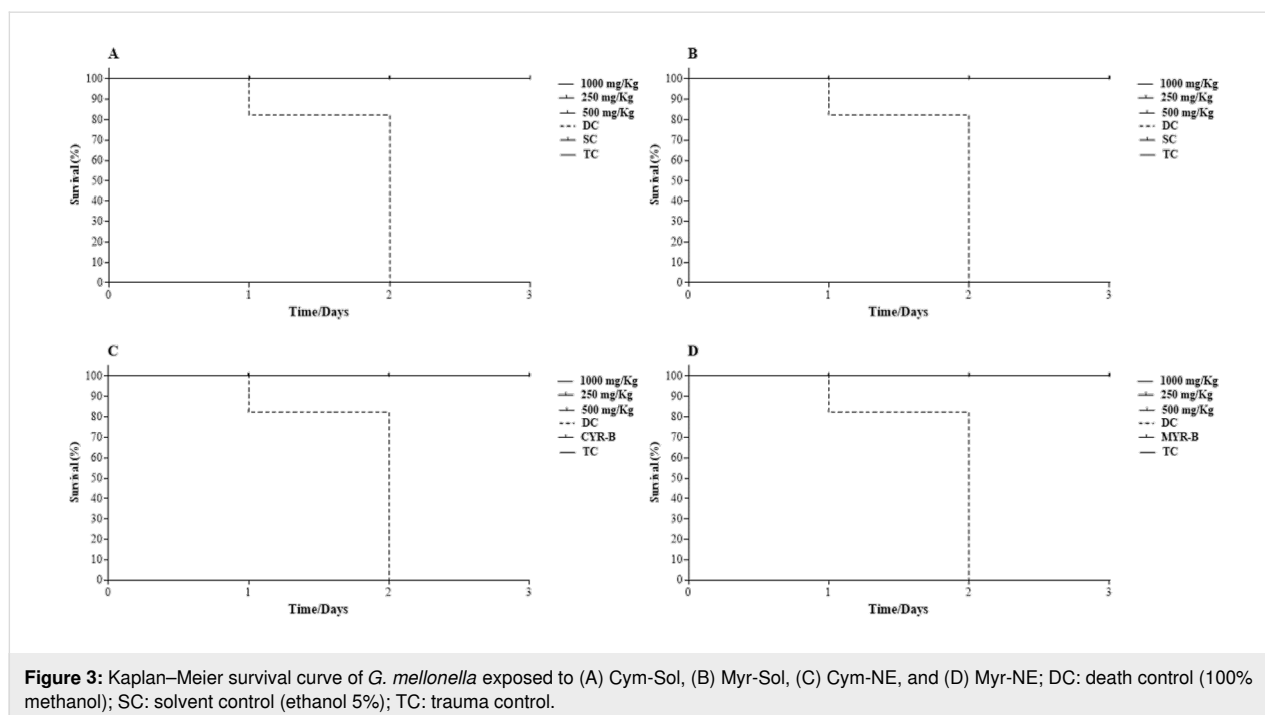 A
100
90
80
70
60
50
40
30
20
10
0
Survival (%)
0 1 2 3
Time/Days
1000 mg/Kg
250 mg/Kg
500 mg/Kg
DC
SC
TC
B
100
90
80
70
60
50
40
30
20
10
0
Survival (%)
0 1 2 3
Time/Days
1000 mg/Kg
250 mg/Kg
500 mg/Kg
DC
SC
TC
C
100
90
80
70
60
50
40
30
20
10
0
Survival (%)
0 1 2 3
Time/Days
1000 mg/Kg
250 mg/Kg
500 mg/Kg
DC
CYR-B
TC
D
100
90
80
70
60
50
40
30
20
10
0
Survival (%)
0 1 2 3
Time/Days
1000 mg/Kg
250 mg/Kg
500 mg/Kg
DC
MYR-B
TC
Figure 3: Kaplan–Meier survival curve of G. mellonella exposed to (A) Cym-Sol, (B) Myr-Sol, (C) Cym-NE, and (D) Myr-NE; DC: death control (100%
methanol); SC: solvent control (ethanol 5%); TC: trauma control.